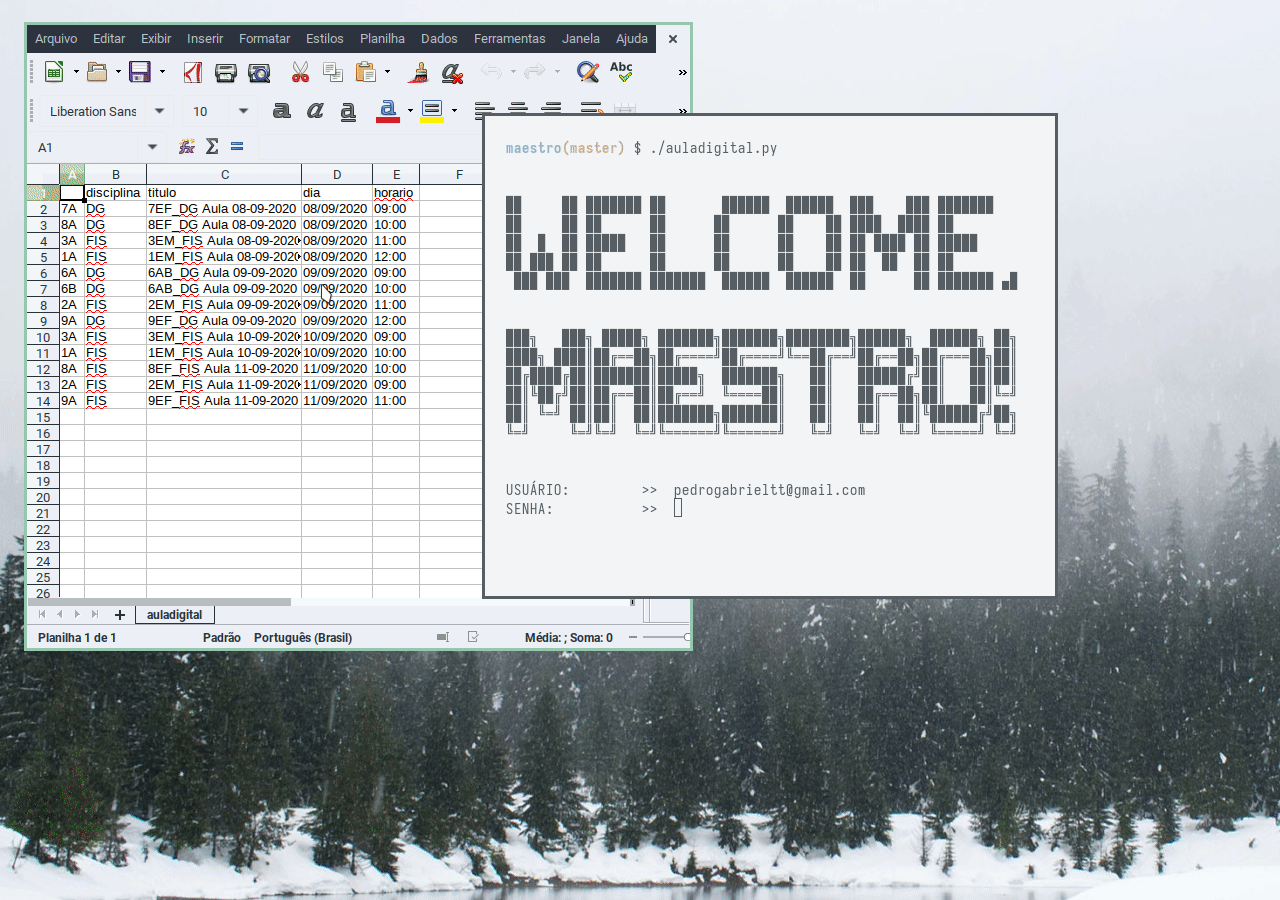 Arquivo Editar Exibir Inserir Formatar Estilos Planilha Dados Ferramentas Janela Ajuda
Abc
Liberation Sans 10
A1
A B C D E F
1 disciplina titulo dia horario
2 7A DG 7EF_DG Aula 08-09-2020 08/09/2020 09:00
3 8A DG 8EF_DG Aula 08-09-2020 08/09/2020 10:00
4 3A FIS 3EM_FIS Aula 08-09-2020 08/09/2020 11:00
5 1A FIS 1EM_FIS Aula 08-09-2020 08/09/2020 12:00
6 6A DG 6AB_DG Aula 09-09-2020 09/09/2020 09:00
7 6B DG 6AB_DG Aula 09-09-2020 09/09/2020 10:00
8 2A FIS 2EM_FIS Aula 09-09-2020 09/09/2020 11:00
9 9A DG 9EF_DG Aula 09-09-2020 09/09/2020 12:00
10 3A FIS 3EM_FIS Aula 10-09-2020 10/09/2020 09:00
11 1A FIS 1EM_FIS Aula 10-09-2020 10/09/2020 10:00
12 8A FIS 8EF_FIS Aula 11-09-2020 11/09/2020 10:00
13 2A FIS 2EM_FIS Aula 11-09-2020 11/09/2020 09:00
14 9A FIS 9EF_FIS Aula 11-09-2020 11/09/2020 11:00
15
16
17
18
19
20
21
22
23
24
25
26
auladigital
Planilha 1 de 1 Padrão Português (Brasil) Média: ; Soma: 0
maestro(master) $ ./auladigital.py
WELCOME.
MAESTRO!
USUÁRIO: >> pedrogabrieltt@gmail.com
SENHA: >>